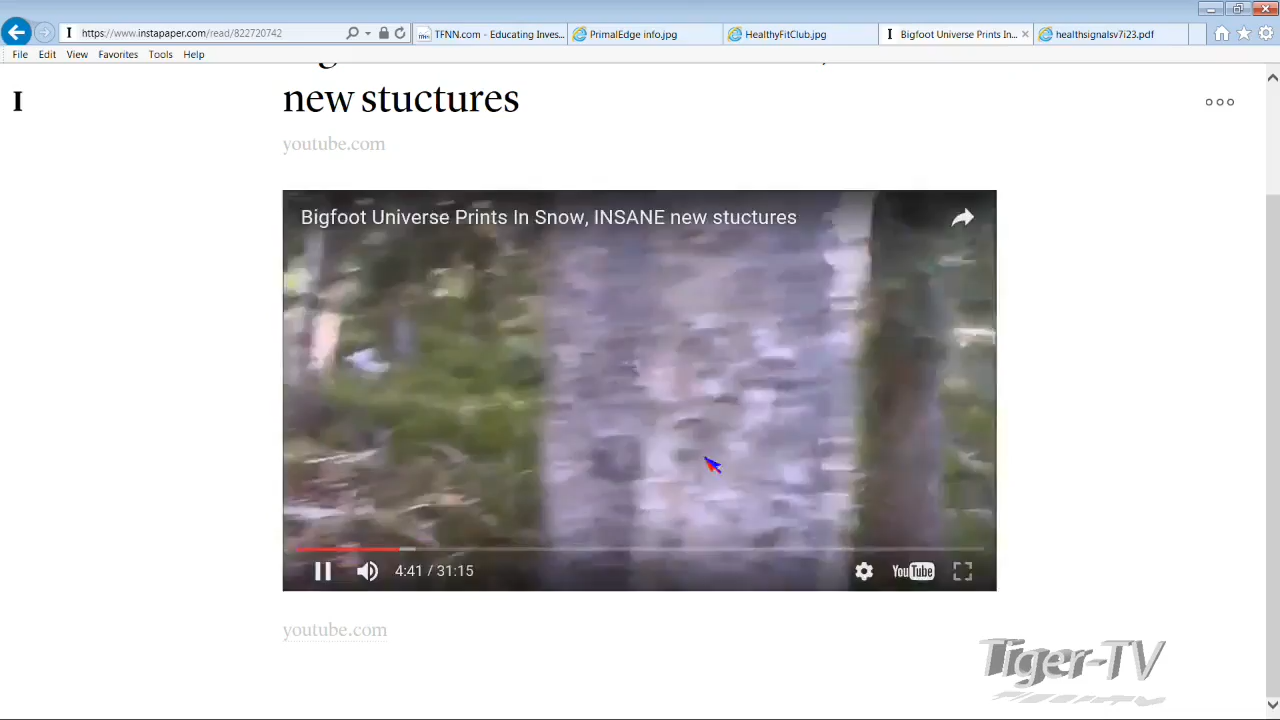 https://www.instapaper.com/read/822720742
TFNN.com - Educating Inves...
PrimalEdge info.jpg
HealthyFitClub.jpg
Bigfoot Universe Prints In...
healthsignalsv7i23.pdf
File Edit View Favorites Tools Help
I
new stuctures
youtube.com
Bigfoot Universe Prints In Snow, INSANE new stuctures
4:41 / 31:15
YouTube
youtube.com
Tiger-TV